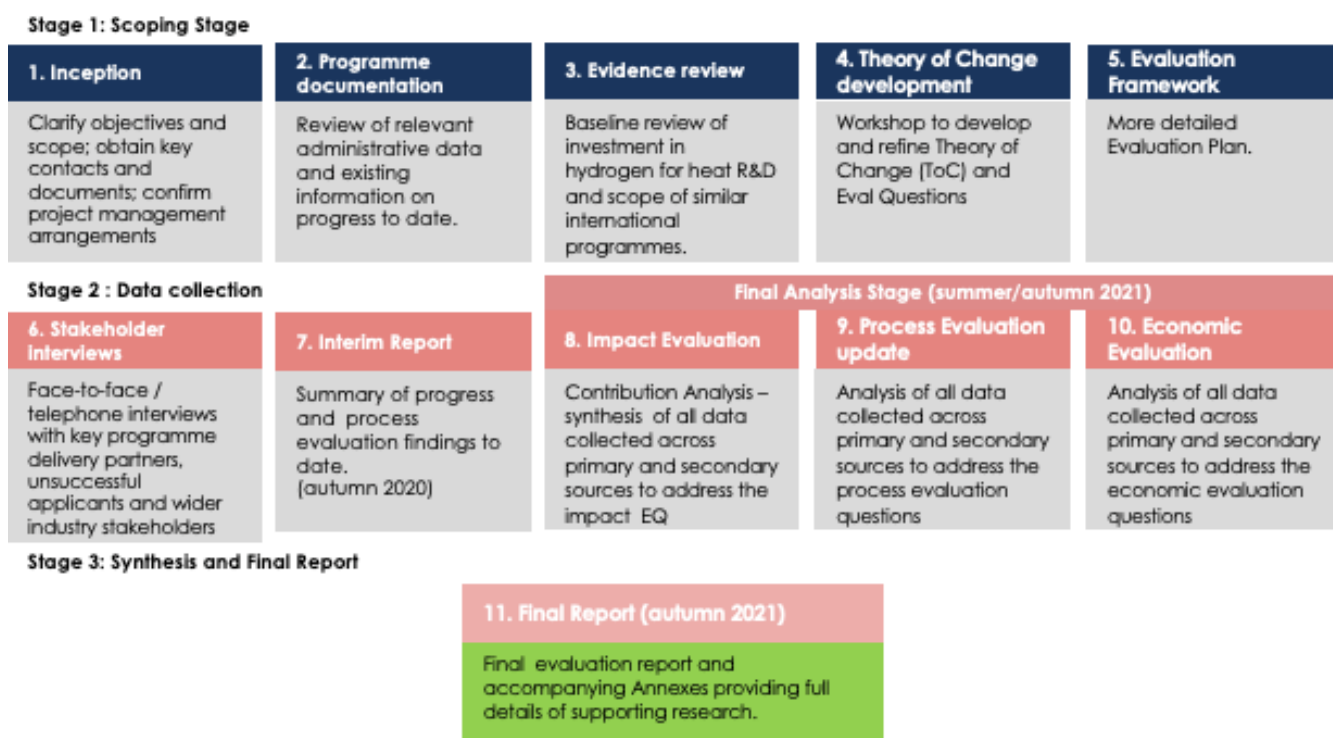 Stage 1: Scoping Stage
1. Inception
Clarify objectives and
scope; obtain key
contacts and
documents; confirm
project management
arrangements
2. Programme
documentation
Review of relevant
administrative data
and existing
information on
progress to date.
3. Evidence review
Baseline review of
investment in
hydrogen for heat R&D
and scope of similar
international
programmes.
4. Theory of Change
development
Workshop to develop
and refine Theory of
Change (ToC) and
Eval Questions
5. Evaluation
Framework
More detailed
Evaluation Plan.
Stage 2 : Data collection
Final Analysis Stage (summer/autumn 2021)
6. Stakeholder
Interviews
Face-to-face /
telephone interviews
with key programme
delivery partners,
unsuccessful
applicants and wider
industry stakeholders
7. Interim Report
Summary of progress
and process
evaluation findings to
date.
(autumn 2020)
8. Impact Evaluation
Contribution Analysis –
synthesis of all data
collected across
primary and secondary
sources to address the
impact EQ
9. Process Evaluation
update
Analysis of all data
collected across
primary and secondary
sources to address the
process evaluation
questions
10. Economic
Evaluation
Analysis of all data
collected across
primary and secondary
sources to address the
economic evaluation
questions
Stage 3: Synthesis and Final Report
11. Final Report (autumn 2021)
Final evaluation report and
accompanying Annexes providing full
details of supporting research.